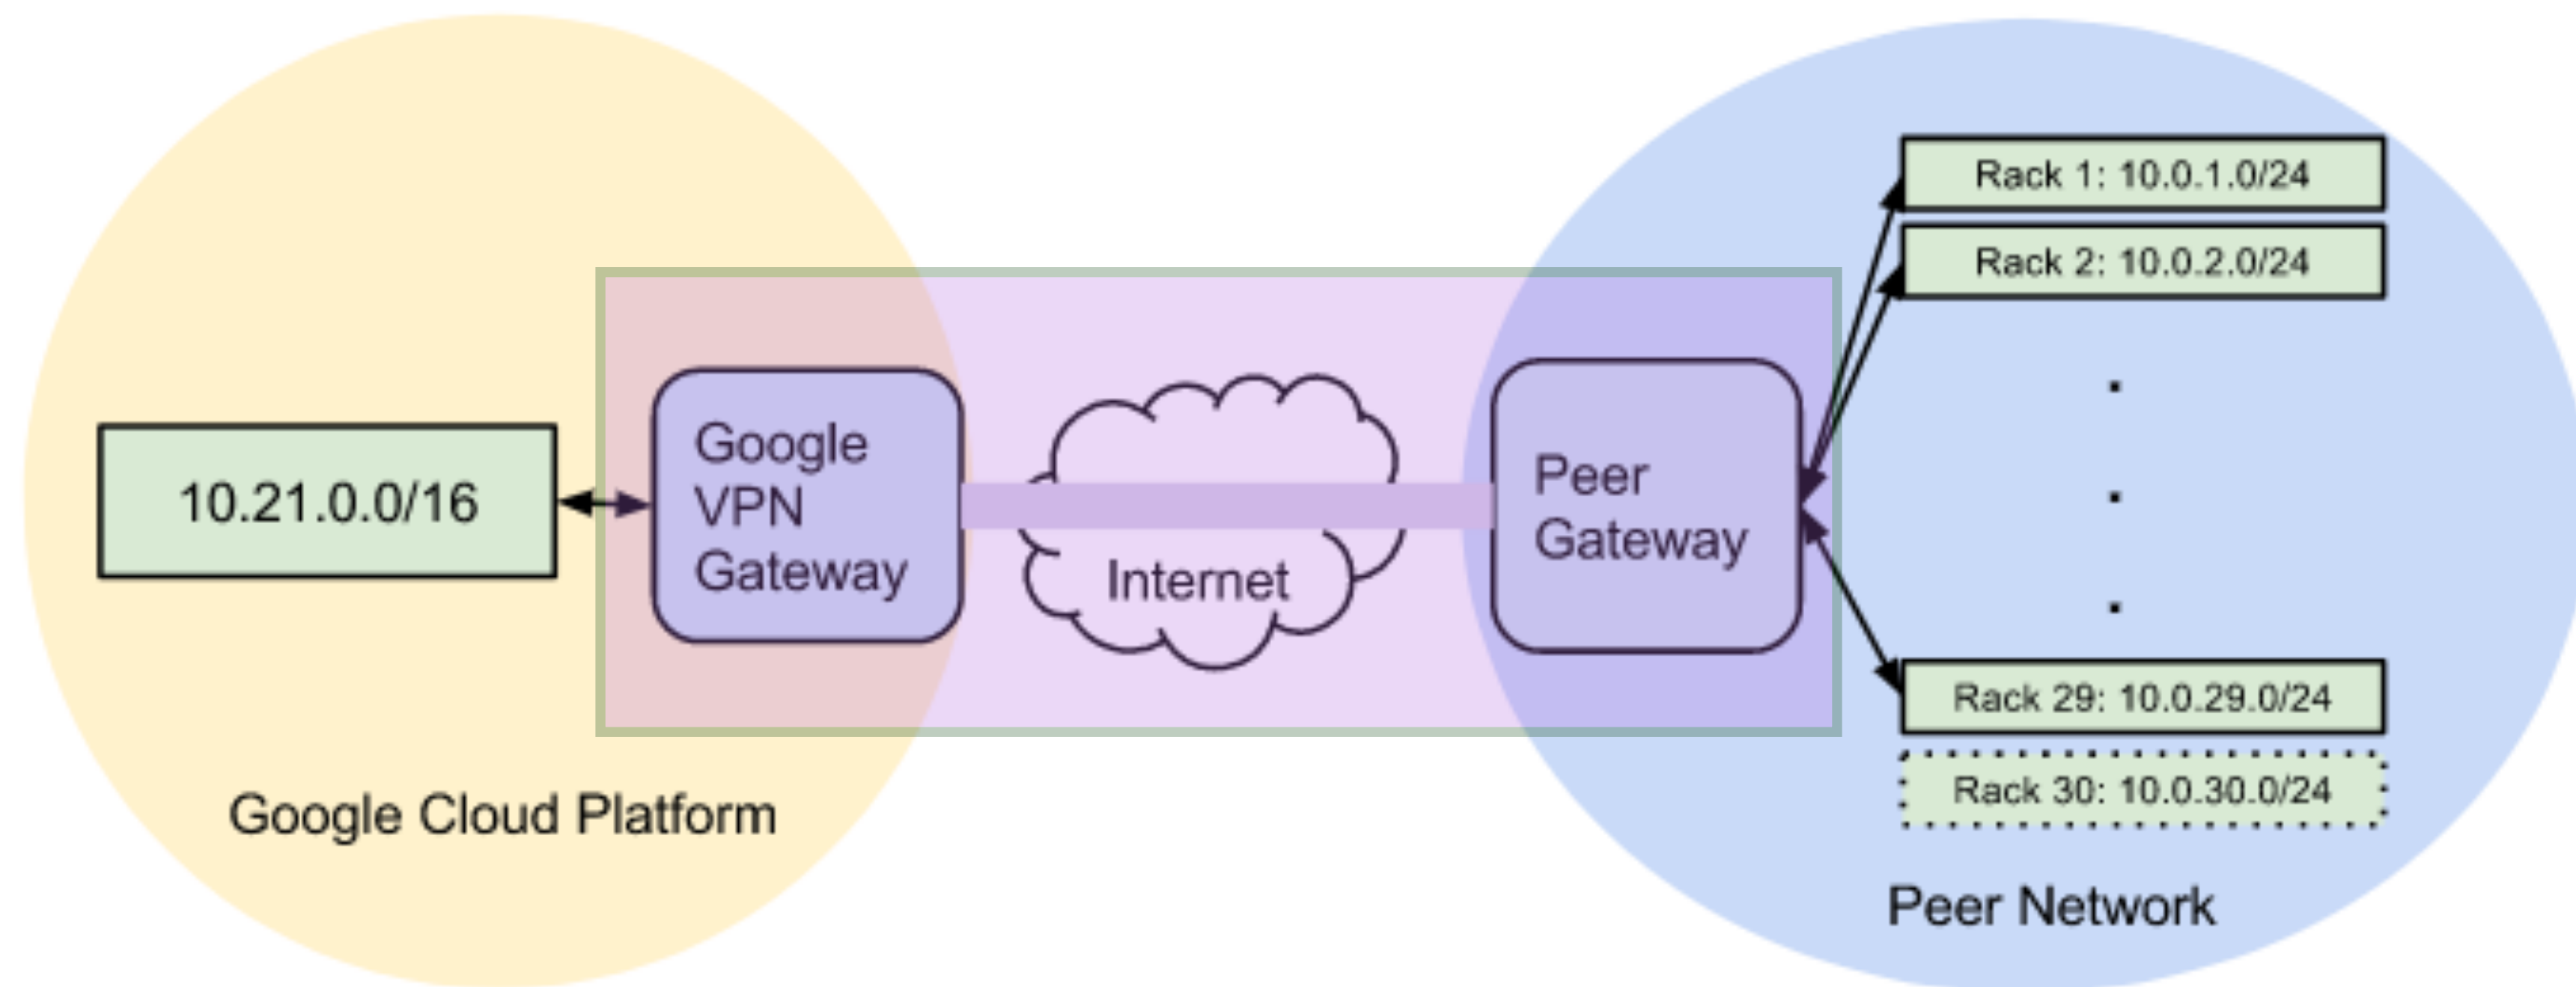 10.21.0.0/16
Google
VPN
Gateway
Internet
Peer
Gateway
Rack 1: 10.0.1.0/24
Rack 2: 10.0.2.0/24
Rack 29: 10.0.29.0/24
Rack 30: 10.0.30.0/24
Google Cloud Platform
Peer Network